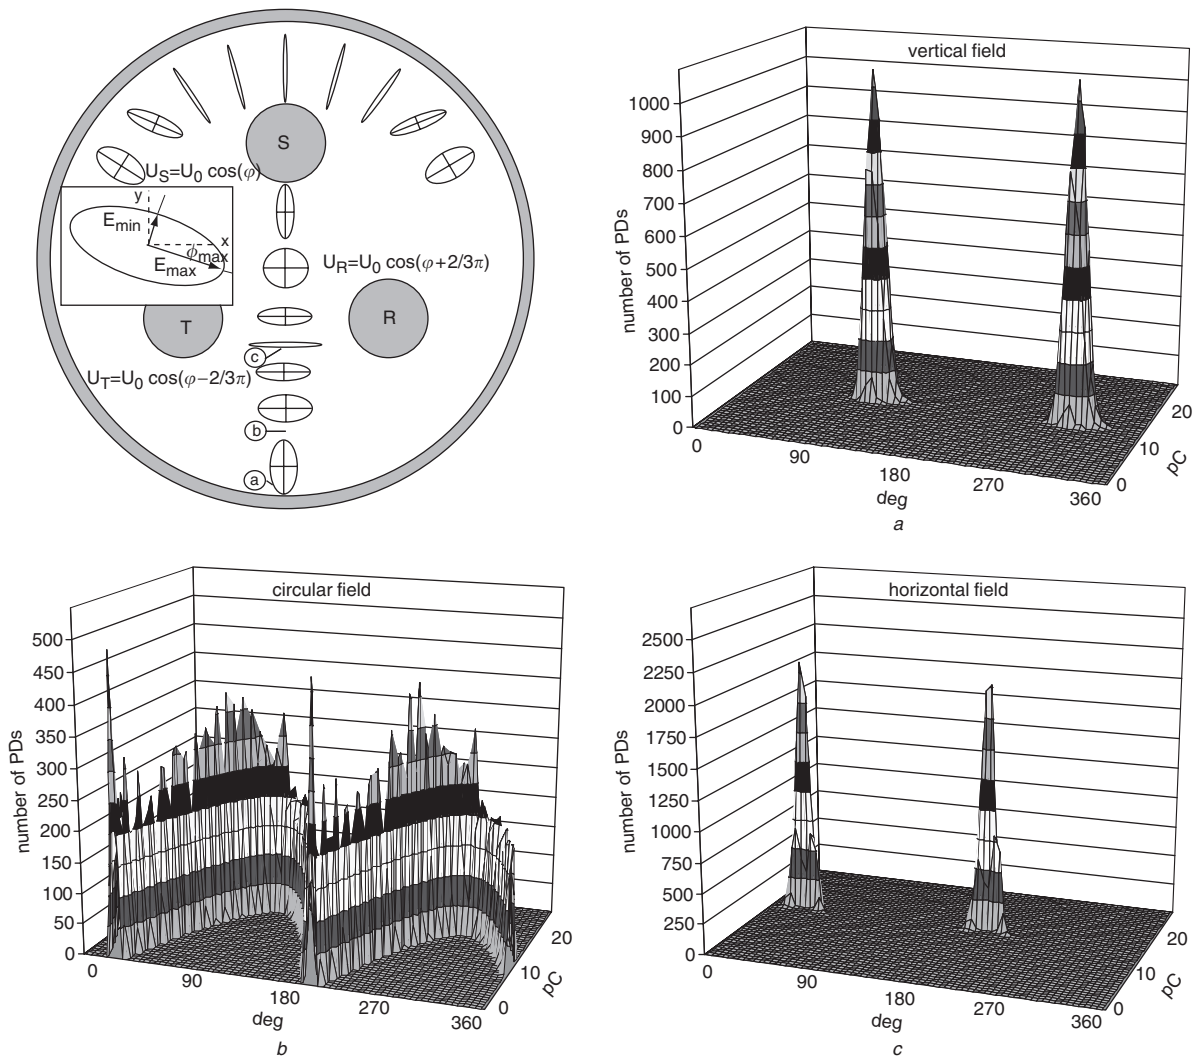 S
U_S=U_0 cos(φ)
y
E_min
x
ϕ_max
E_max
U_R=U_0 cos(φ+2/3π)
T
R
c
U_T=U_0 cos(φ−2/3π)
b
a
vertical field
number of PDs
1000
900
800
700
600
500
400
300
200
100
0
0
90
180
270
360
deg
0
10
20
pC
a
circular field
number of PDs
500
450
400
350
300
250
200
150
100
50
0
0
90
180
270
360
deg
0
10
20
pC
b
horizontal field
number of PDs
2500
2250
2000
1750
1500
1250
1000
750
500
250
0
0
90
180
270
360
deg
0
10
20
pC
c